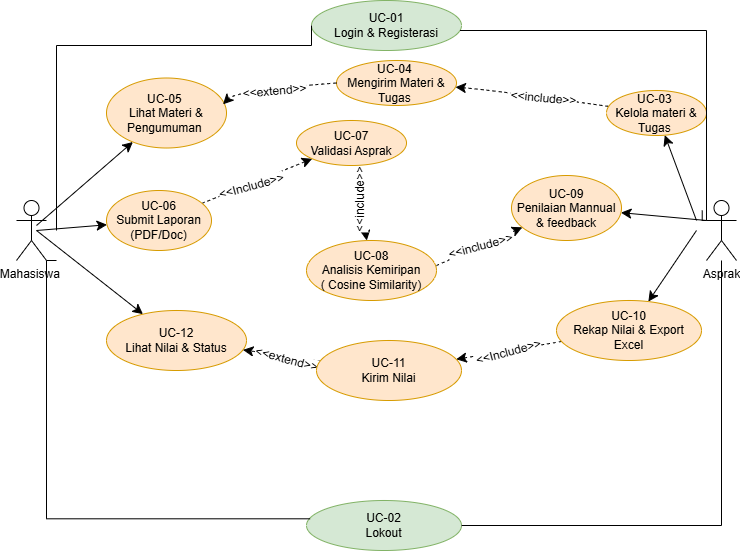 UC-01
Login & Registerasi
UC-04
Mengirim Materi &
Tugas
<<extend>>
UC-05
Lihat Materi &
Pengumuman
<<include>>
UC-03
Kelola materi &
Tugas
UC-07
Validasi Asprak
<<Include>>
UC-06
Submit Laporan
(PDF/Doc)
<<include>>
UC-09
Penilaian Mannual
& feedback
<<include>>
UC-08
Analisis Kemiripan
( Cosine Similarity)
Mahasiswa
Asprak
UC-10
Rekap Nilai & Export
Excel
UC-12
Lihat Nilai & Status
<<extend>>
<<Include>>
UC-11
Kirim Nilai
UC-02
Lokout